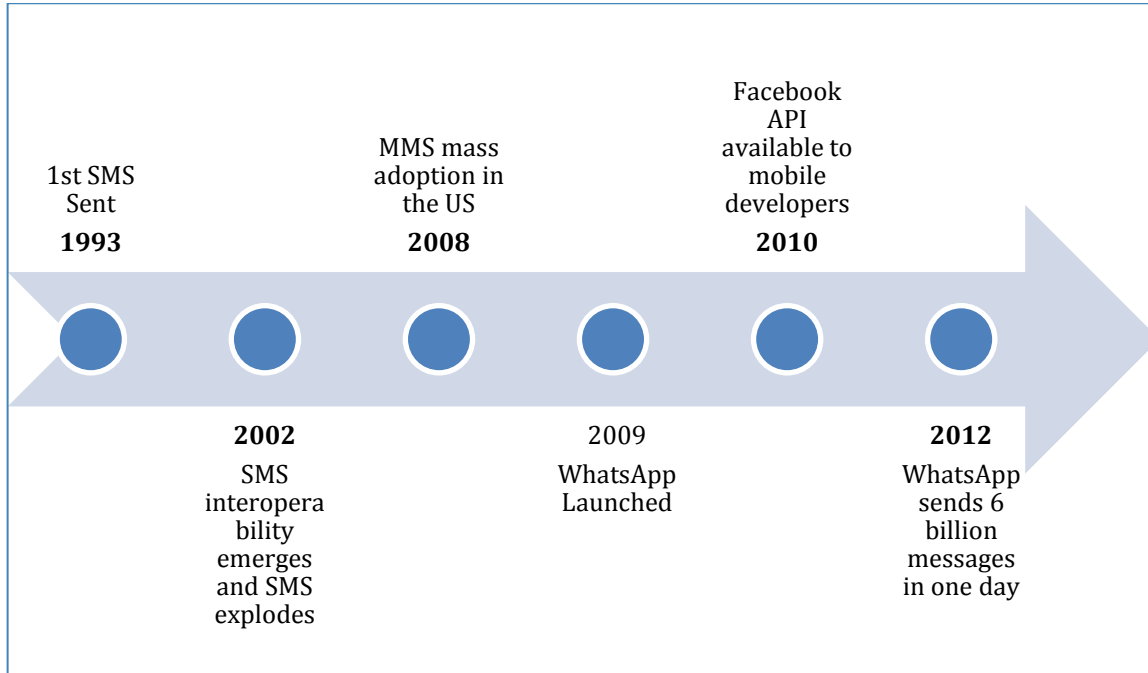 1st SMS
Sent
1993
2002
SMS
interopera
bility
emerges
and SMS
explodes
MMS mass
adoption in
the US
2008
2009
WhatsApp
Launched
Facebook
API
available to
mobile
developers
2010
2012
WhatsApp
sends 6
billion
messages
in one day